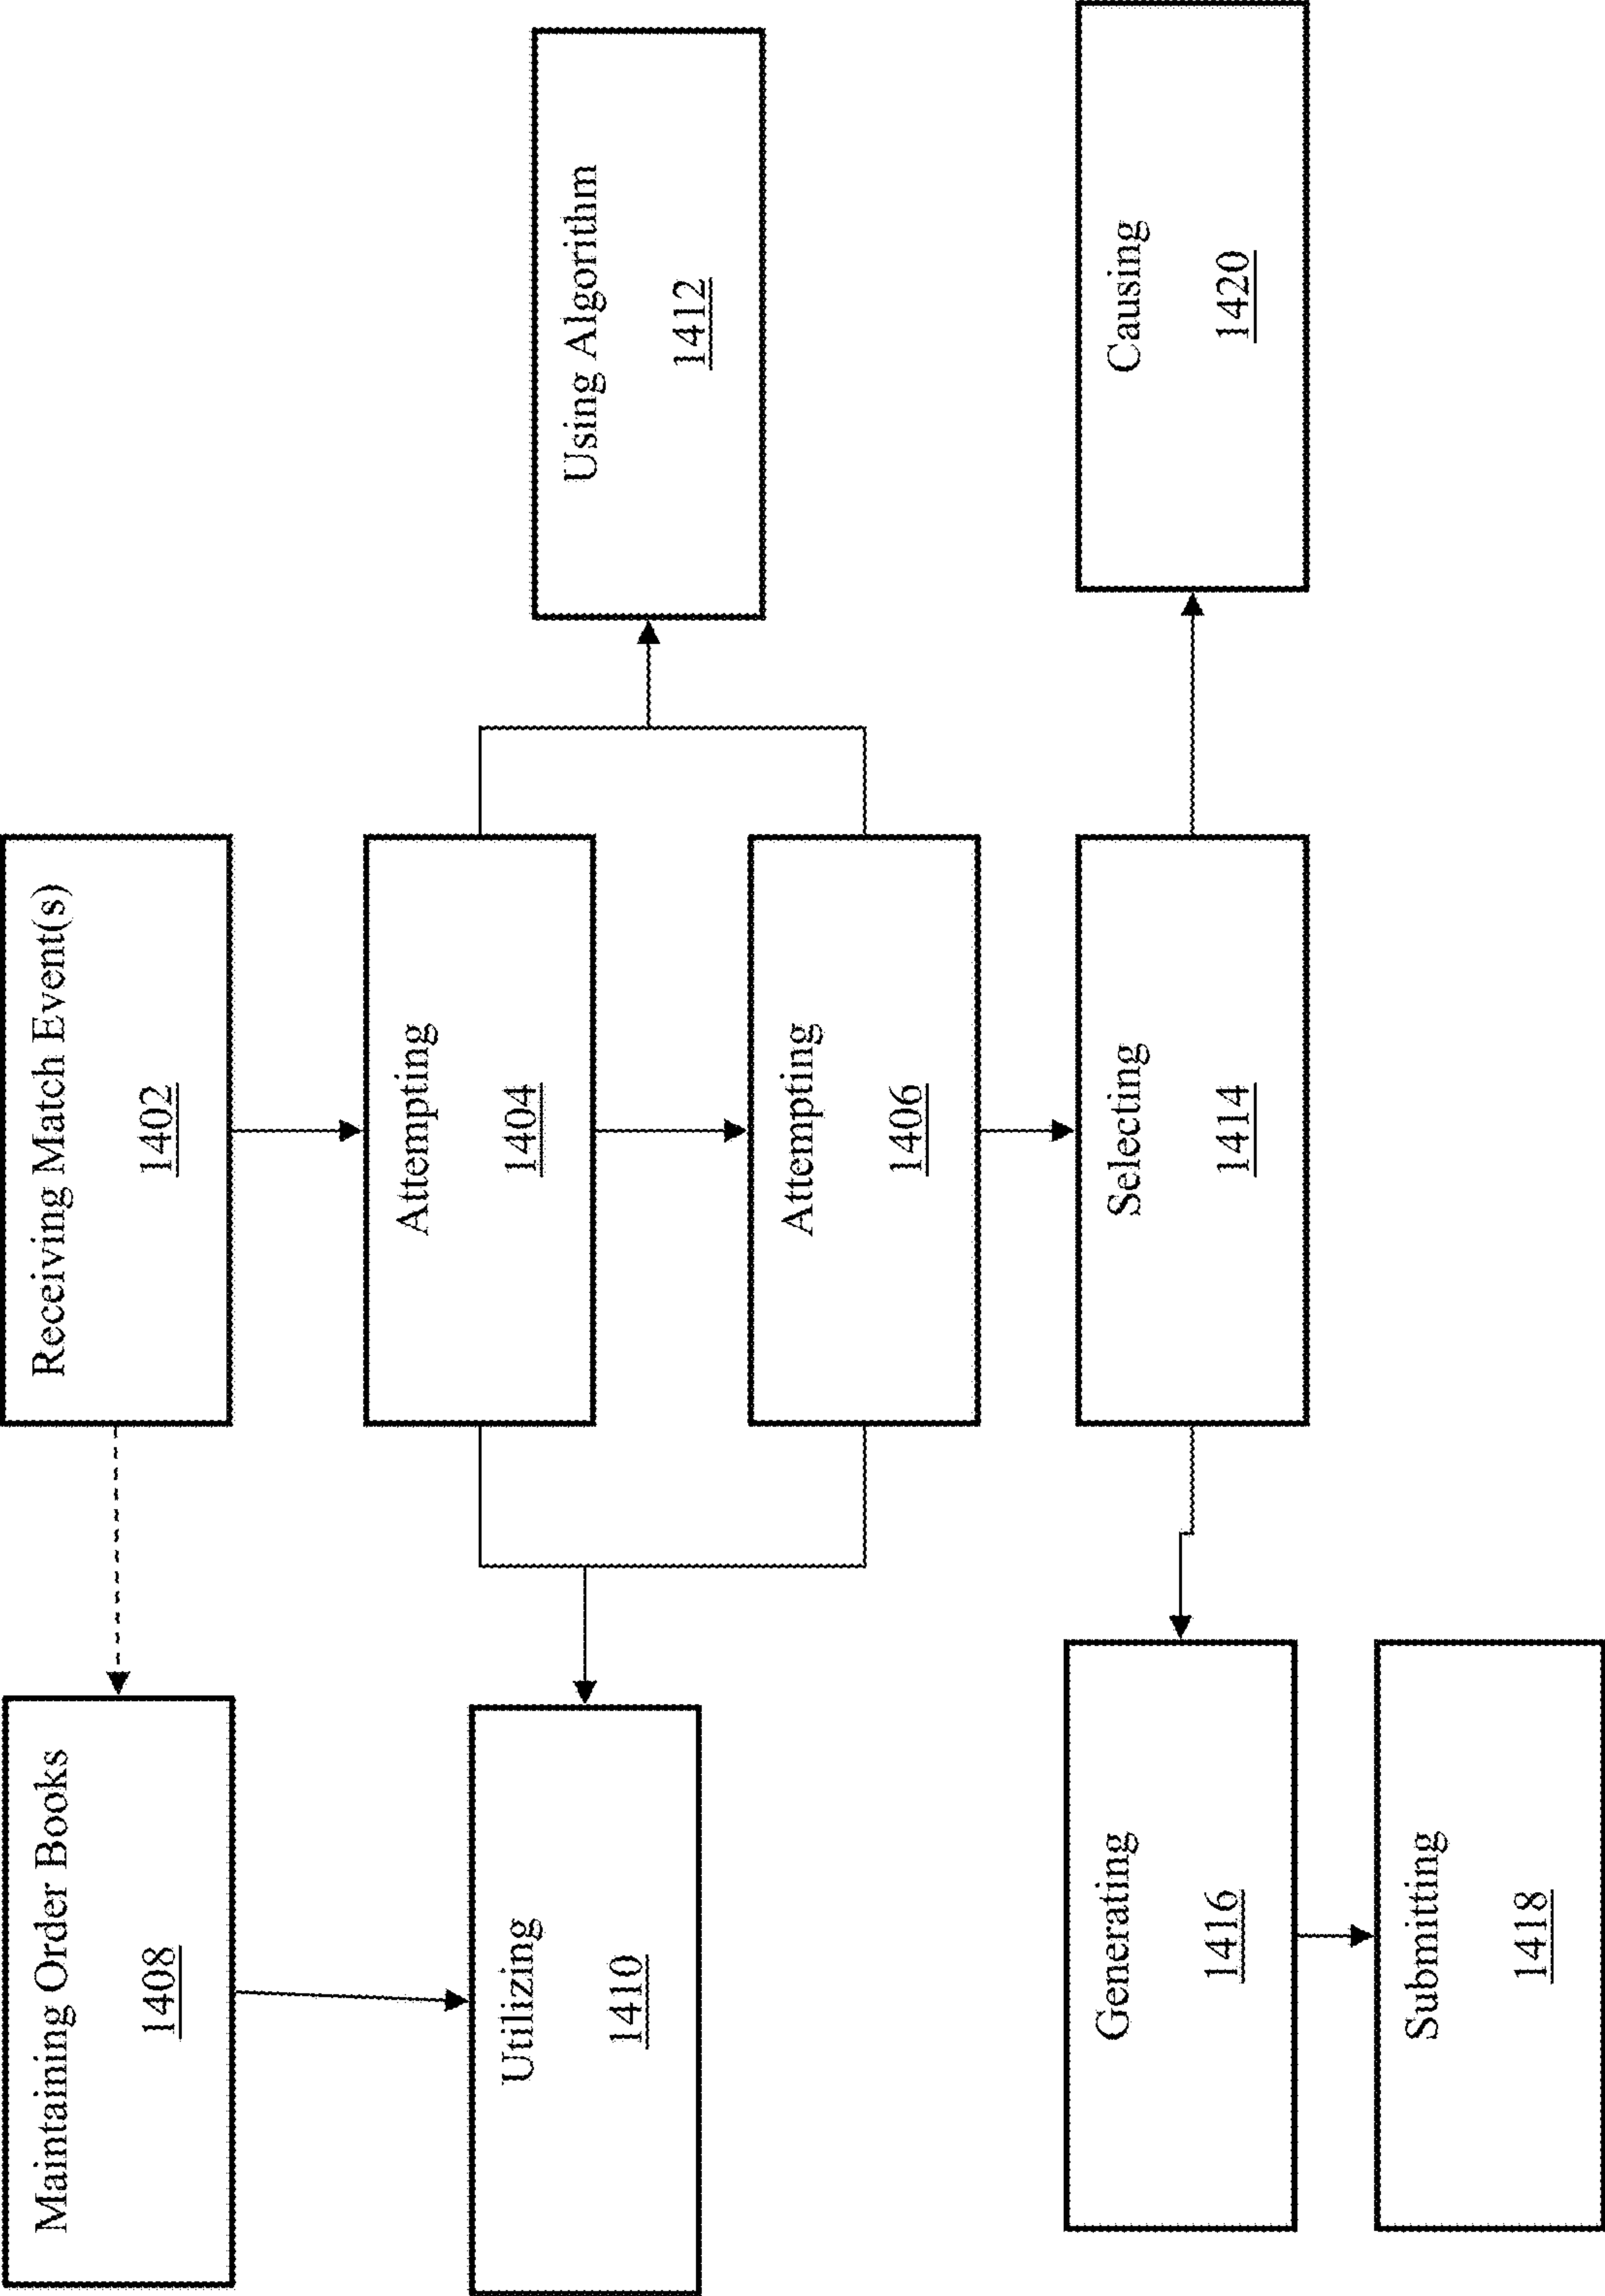 Maintaining Order Books
1408
Receiving Match Event(s)
1402
Utilizing
1410
Attempting
1404
Using Algorithm
1412
Attempting
1406
Generating
1416
Selecting
1414
Causing
1420
Submitting
1418